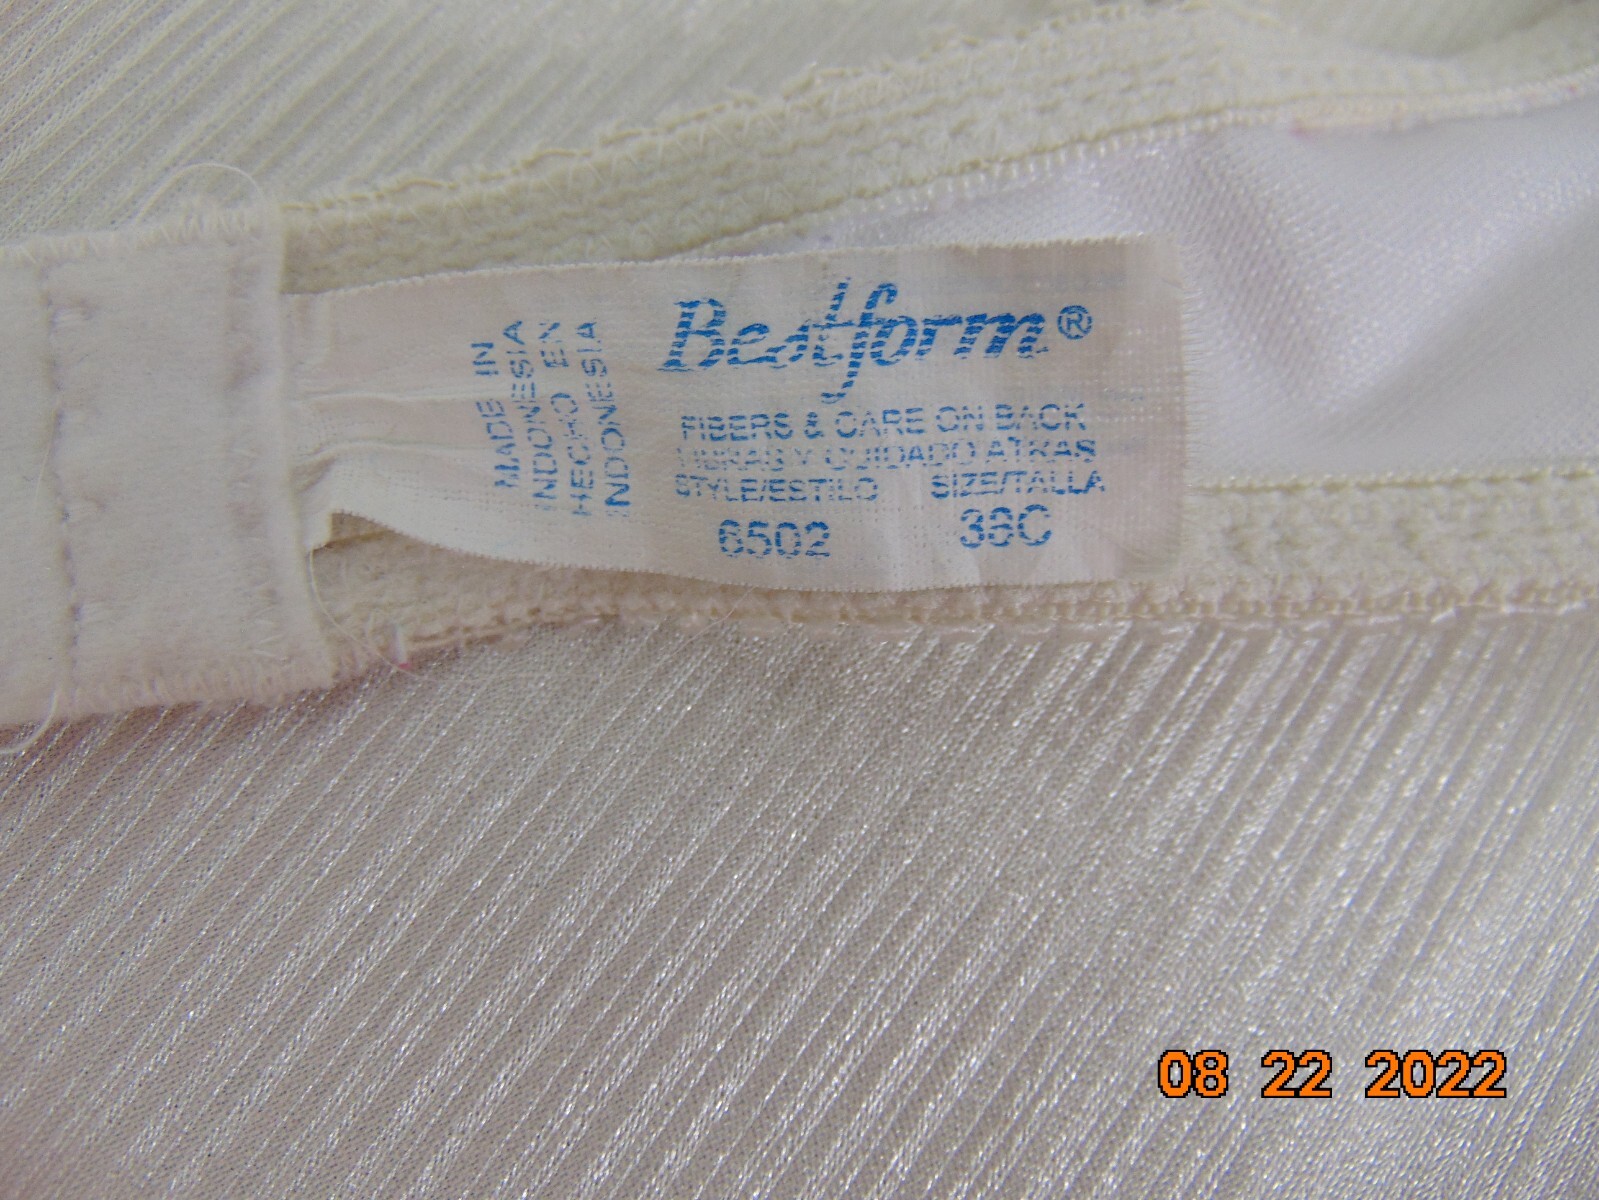 Bestform®
FIBERS & CARE ON BACK
FIBRAS Y CUIDADO ATRAS
STYLE/ESTILO SIZE/TALLA
6502 36C
MADE IN
INDONESIA
HECHO EN
INDONESIA
08 22 2022